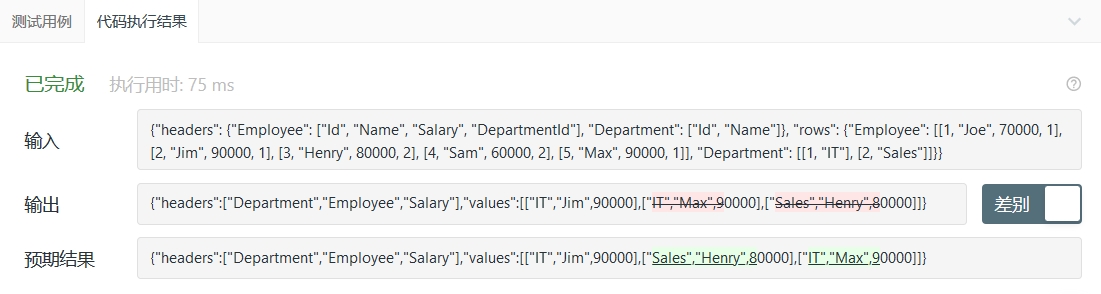 测试用例 代码执行结果
已完成 执行用时: 75 ms
输入
{"headers": {"Employee": ["Id", "Name", "Salary", "DepartmentId"], "Department": ["Id", "Name"]}, "rows": {"Employee": [[1, "Joe", 70000, 1],
[2, "Jim", 90000, 1], [3, "Henry", 80000, 2], [4, "Sam", 60000, 2], [5, "Max", 90000, 1]], "Department": [[1, "IT"], [2, "Sales"]]}}
输出 {"headers":["Department","Employee","Salary"],"values":[["IT","Jim",90000],["IT","Max",90000],["Sales","Henry",80000]]} 差别
预期结果 {"headers":["Department","Employee","Salary"],"values":[["IT","Jim",90000],["Sales","Henry",80000],["IT","Max",90000]]}